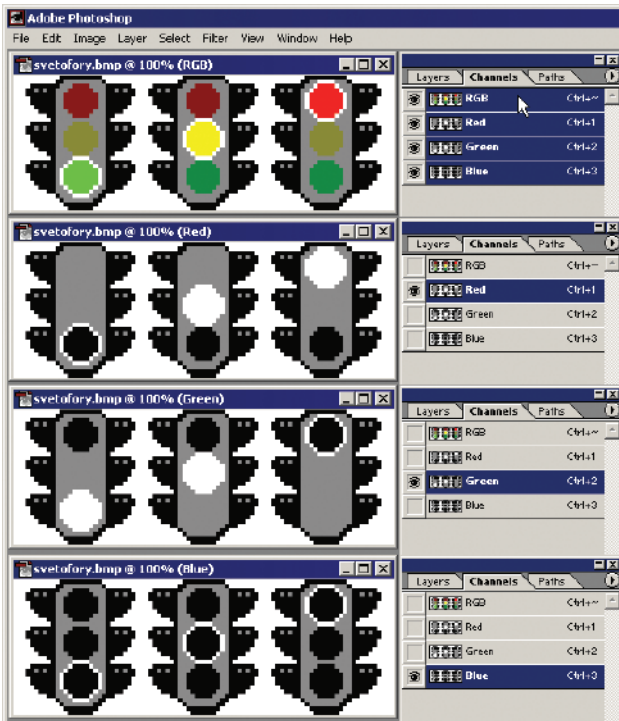 Adobe Photoshop
File Edit Image Layer Select Filter View Window Help
svetofory.bmp @ 100% (RGB)
Layers Channels Paths
RGB Ctrl+~
Red Ctrl+1
Green Ctrl+2
Blue Ctrl+3
svetofory.bmp @ 100% (Red)
Layers Channels Paths
RGB Ctrl+~
Red Ctrl+1
Green Ctrl+2
Blue Ctrl+3
svetofory.bmp @ 100% (Green)
Layers Channels Paths
RGB Ctrl+~
Red Ctrl+1
Green Ctrl+2
Blue Ctrl+3
svetofory.bmp @ 100% (Blue)
Layers Channels Paths
RGB Ctrl+~
Red Ctrl+1
Green Ctrl+2
Blue Ctrl+3